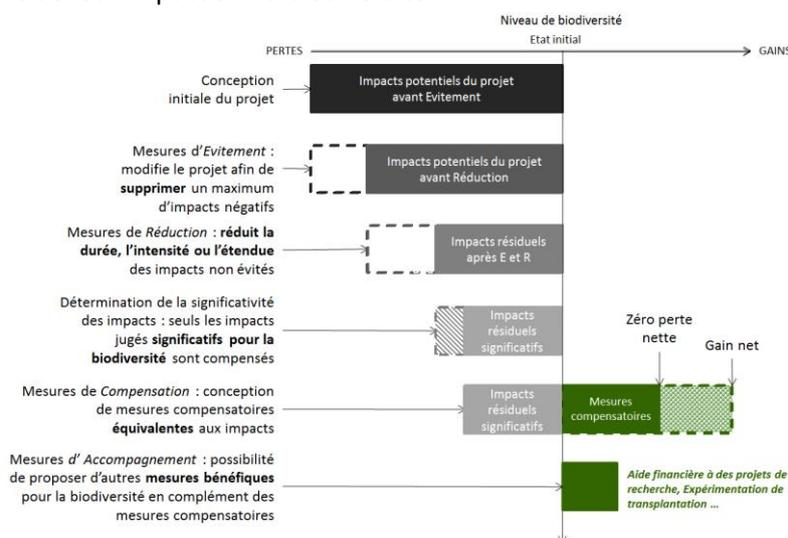 Niveau de biodiversité
Etat initial
PERTES
GAINS
Conception
initiale du projet
Impacts potentiels du projet
avant Evitement
Mesures d'Evitement :
modifie le projet afin de
supprimer un maximum
d'impacts négatifs
Impacts potentiels du projet
avant Réduction
Mesures de Réduction : réduit la
durée, l'intensité ou l'étendue
des impacts non évités
Impacts résiduels
après E et R
Détermination de la significativité
des impacts : seuls les impacts
jugés significatifs pour la
biodiversité sont compensés
Impacts
résiduels
significatifs
Zéro perte
nette
Gain net
Mesures de Compensation : conception
de mesures compensatoires
équivalentes aux impacts
Impacts
résiduels
significatifs
Mesures
compensatoires
Mesures d' Accompagnement : possibilité
de proposer d'autres mesures bénéfiques
pour la biodiversité en complément des
mesures compensatoires
Aide financière à des projets de
recherche, Expérimentation de
transplantation ...